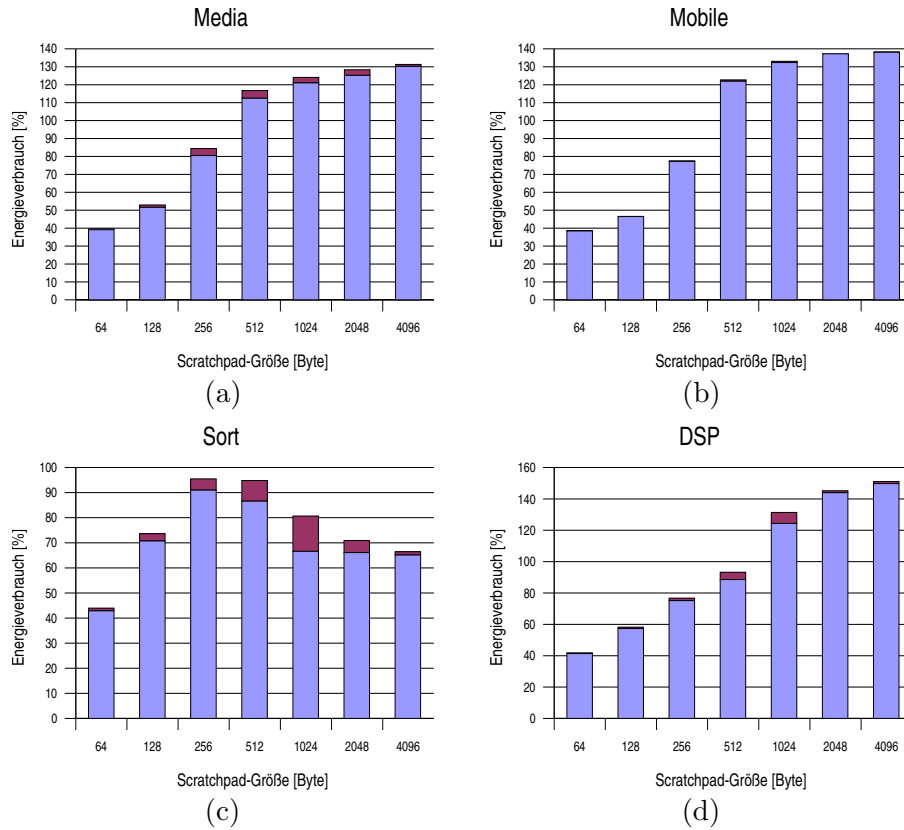 Media
Energieverbrauch [%]
140
130
120
110
100
90
80
70
60
50
40
30
20
10
0
64 128 256 512 1024 2048 4096
Scratchpad-Größe [Byte]
(a)
Mobile
Energieverbrauch [%]
140
130
120
110
100
90
80
70
60
50
40
30
20
10
0
64 128 256 512 1024 2048 4096
Scratchpad-Größe [Byte]
(b)
Sort
Energieverbrauch [%]
100
90
80
70
60
50
40
30
20
10
0
64 128 256 512 1024 2048 4096
Scratchpad-Größe [Byte]
(c)
DSP
Energieverbrauch [%]
160
140
120
100
80
60
40
20
0
64 128 256 512 1024 2048 4096
Scratchpad-Größe [Byte]
(d)